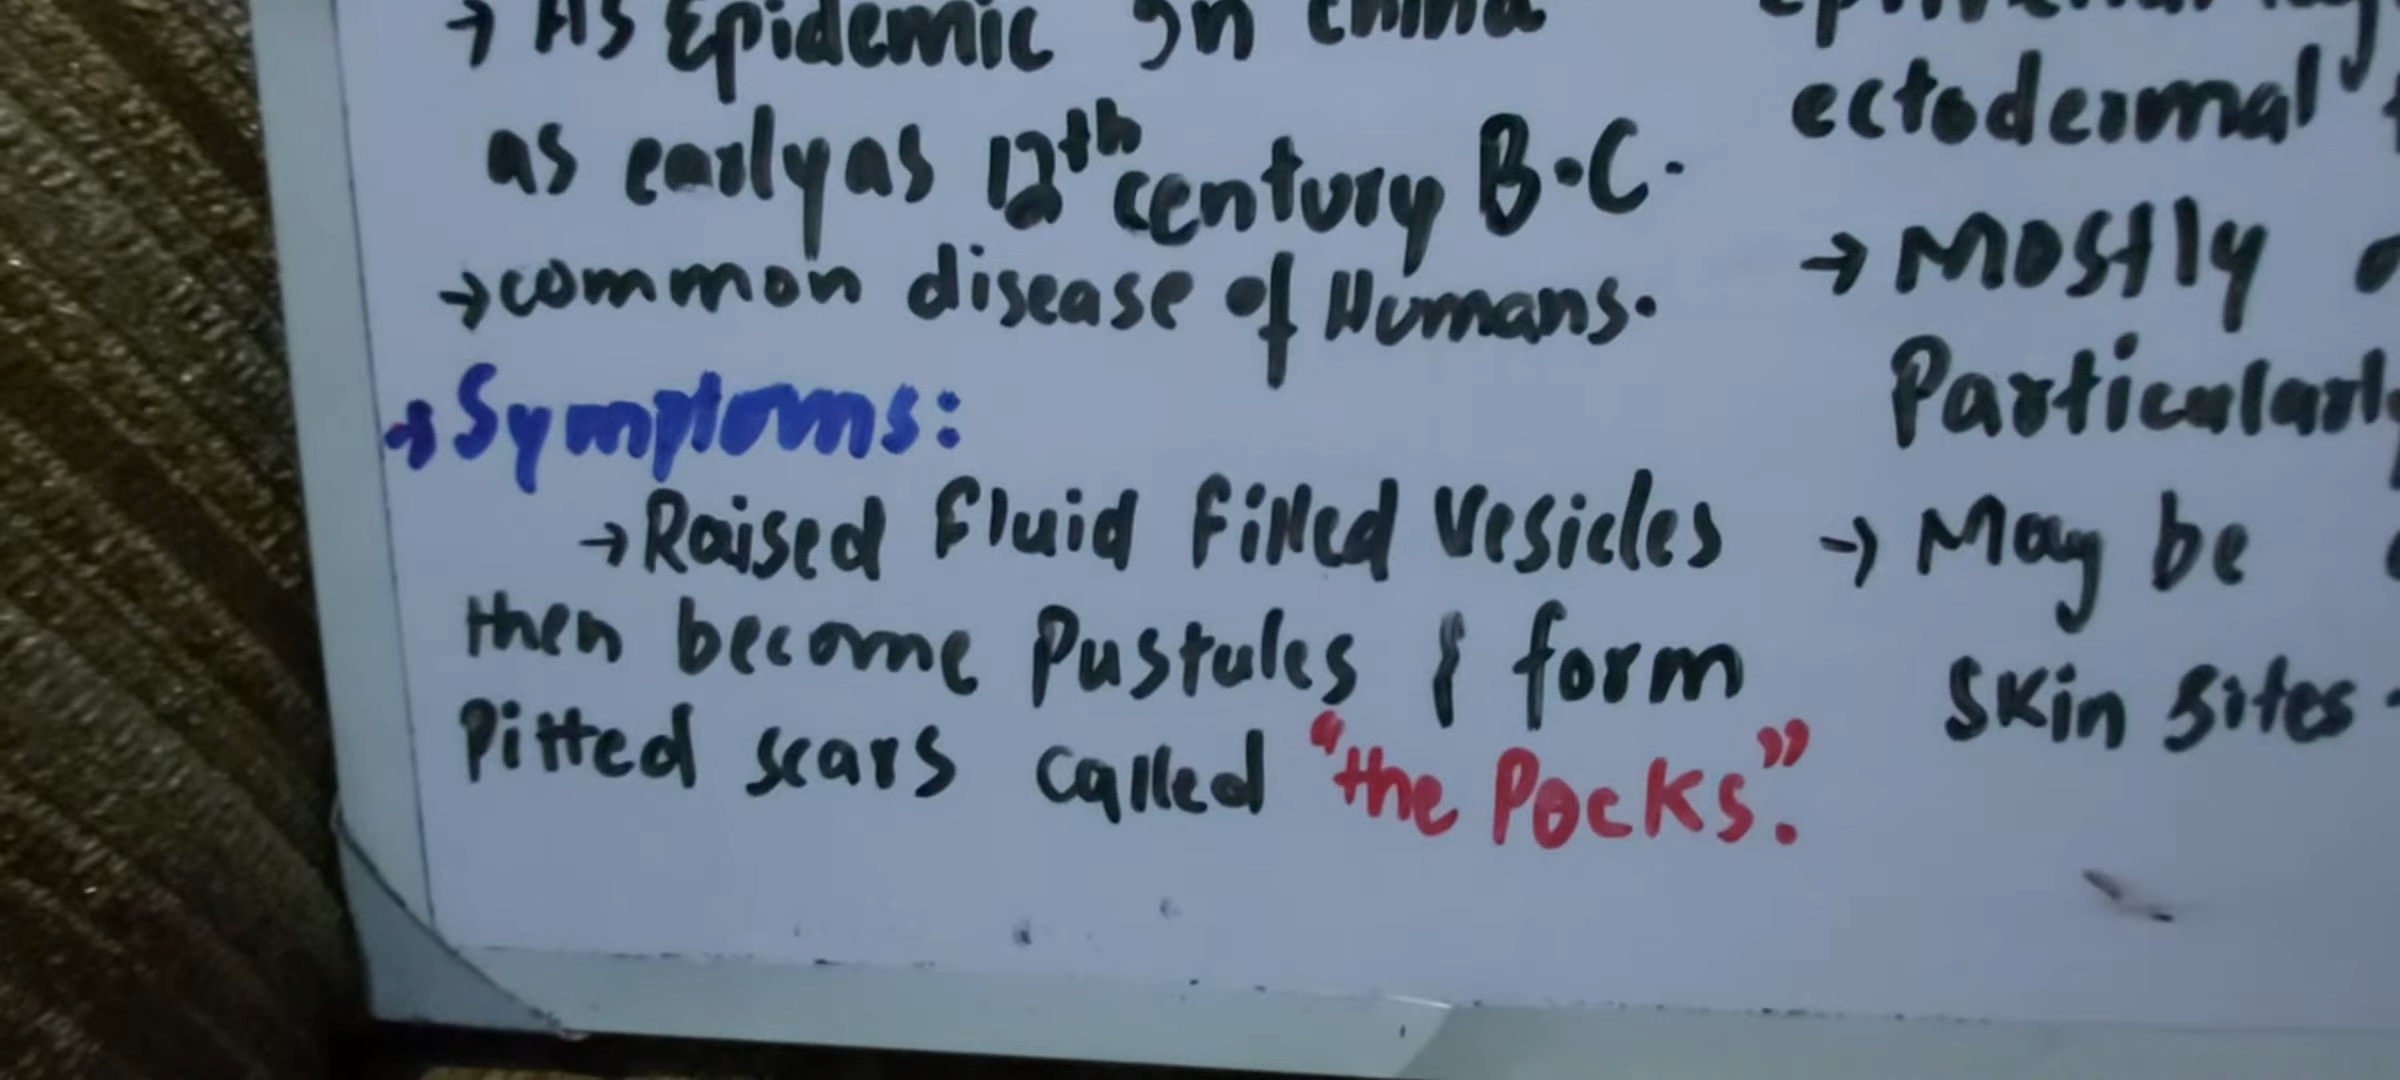 → As Epidemic In China
as early as 12th century B.C.
→ common disease of Humans.
→ Symptoms:
→ Raised Fluid Filled Vesicles
then become Pustules & form
Pitted scars called "the Pocks".
ectodermal
→ Mostly
Particularly
→ May be
Skin Sites